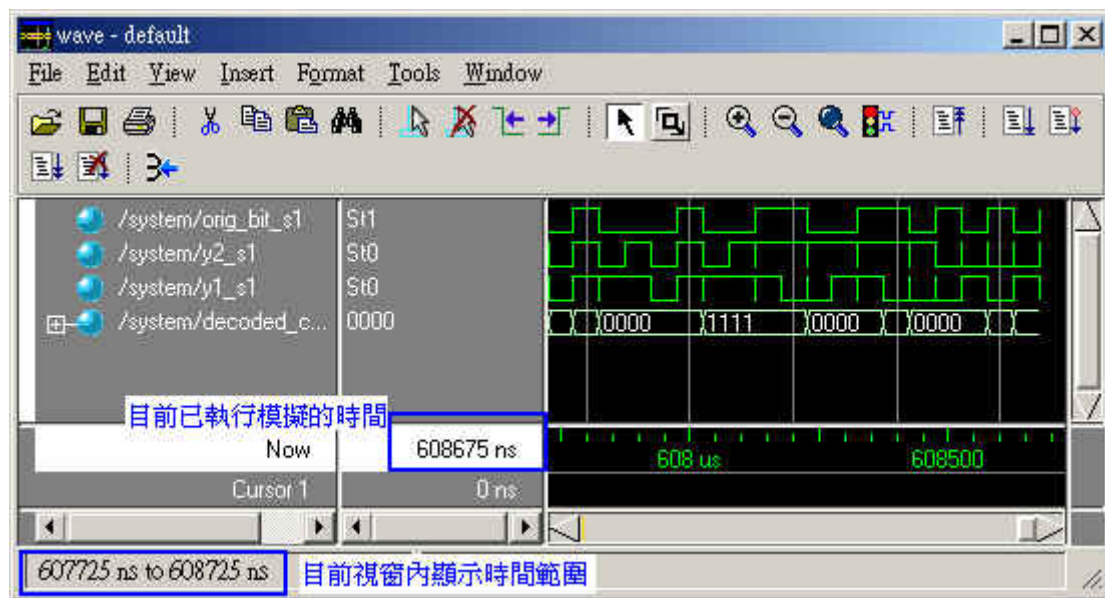 wave - default
File Edit View Insert Format Tools Window
/system/orig_bit_s1 St1
/system/y2_s1 St0
/system/y1_s1 St0
/system/decoded_c... 0000
0000 1111 0000 0000
目前已執行模擬的時間
Now 608675 ns
608 us 608500
Cursor 1 0 ns
607725 ns to 608725 ns
目前視窗內顯示時間範圍